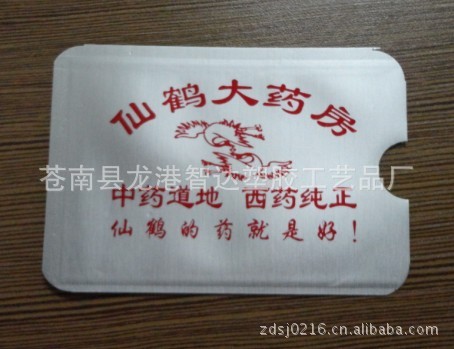 仙鹤大药房
苍南县龙港智达塑胶工艺品厂
中药道地 西药纯正
仙鹤的药就是好！
zdsj0216.cn.alibaba.com